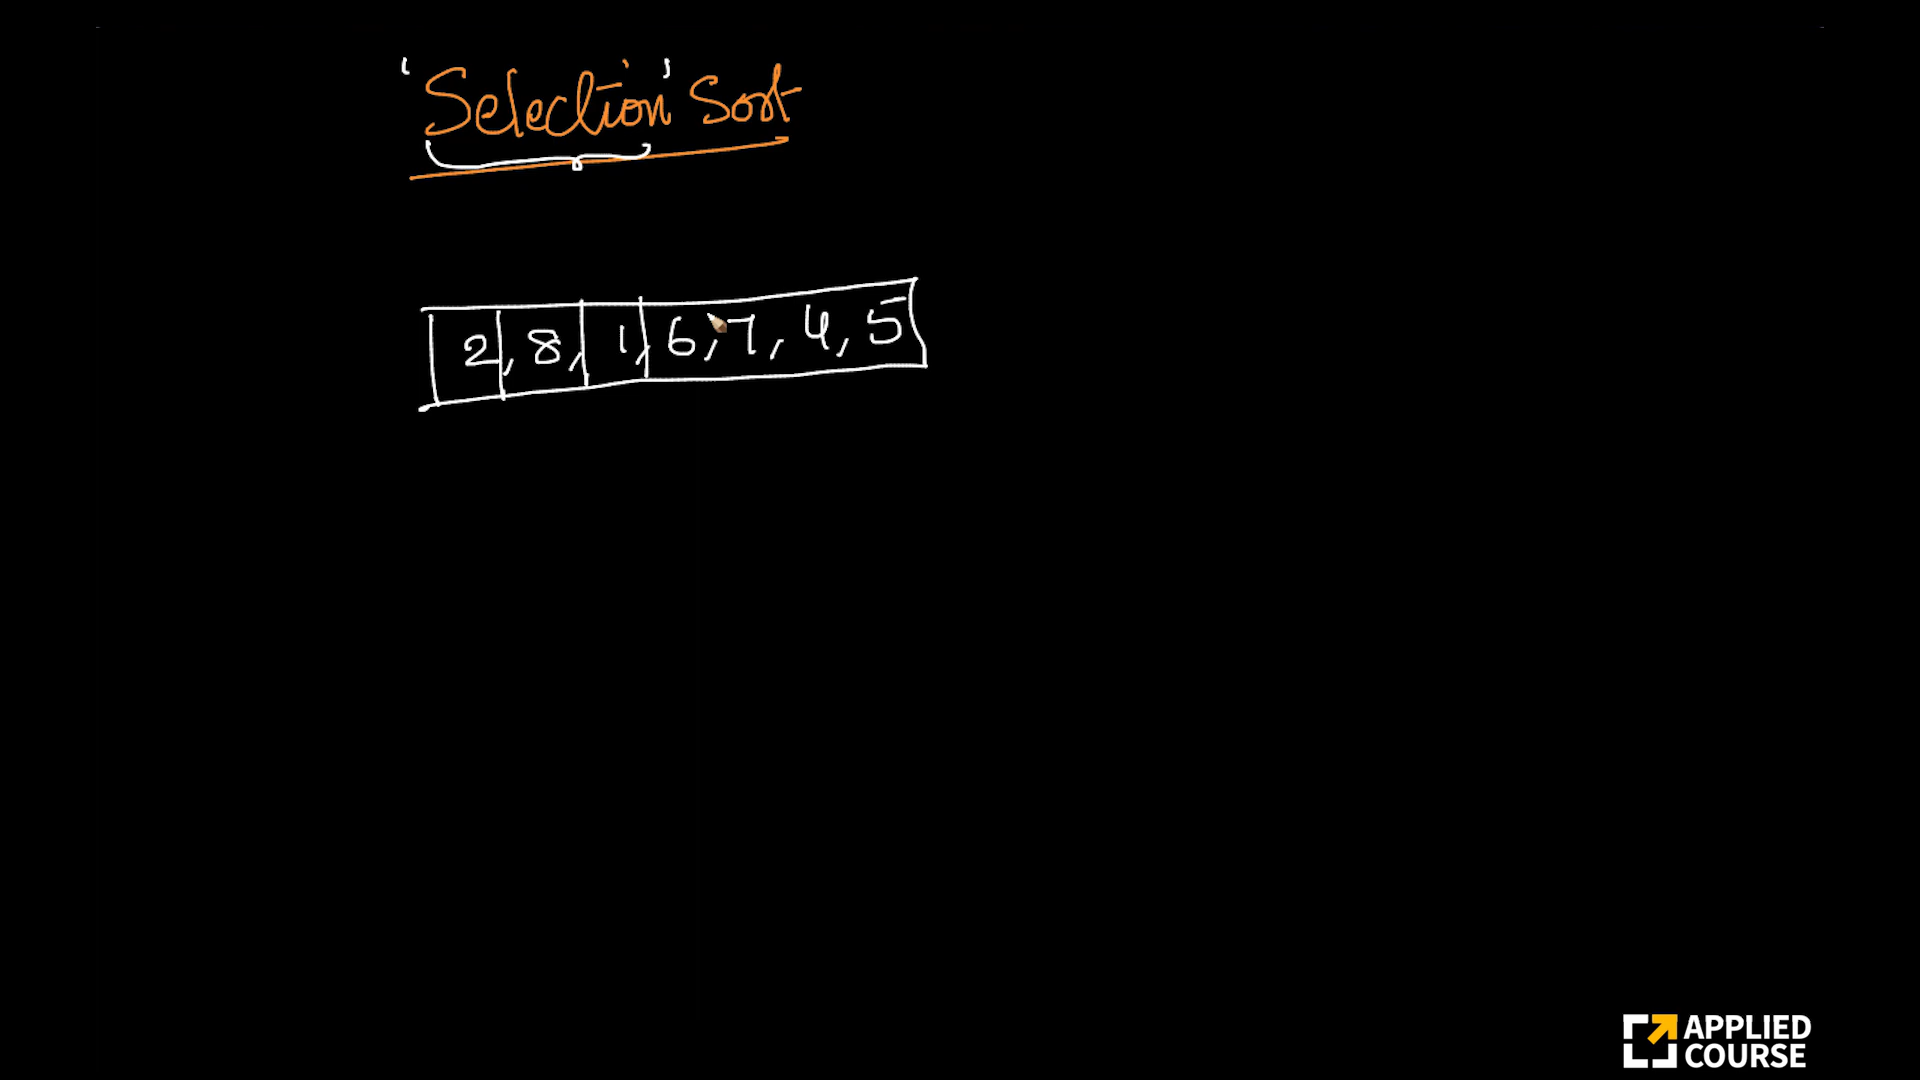 'Selection' Sort
2, 8, 1, 6, 7, 4, 5
APPLIED
COURSE